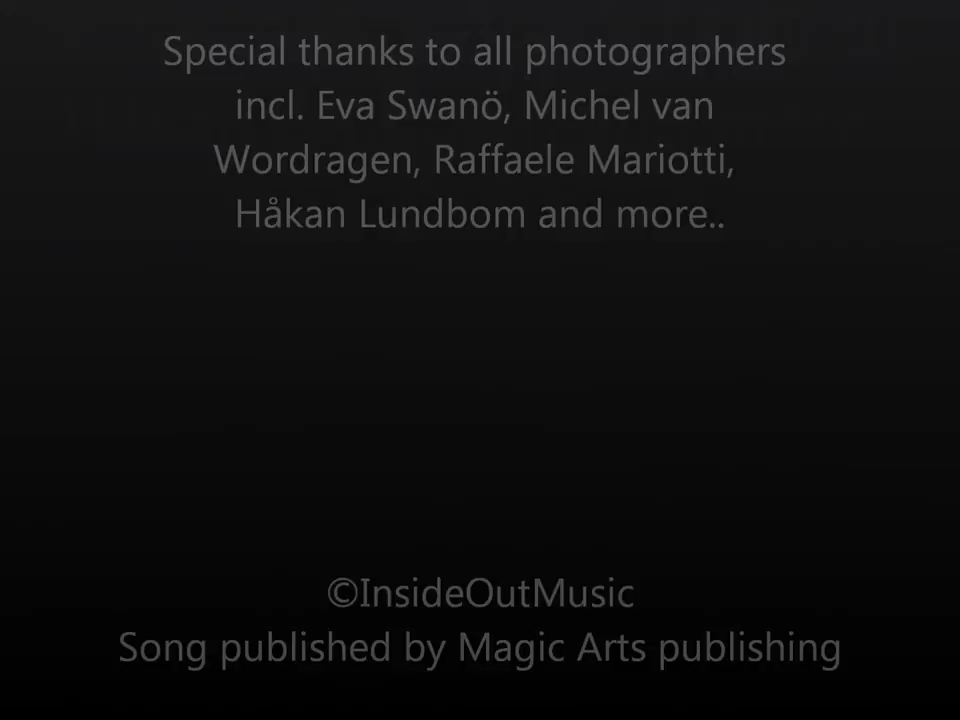 Special thanks to all photographers
incl. Eva Swanö, Michel van
Wordragen, Raffaele Mariotti,
Håkan Lundbom and more..
©InsideOutMusic
Song published by Magic Arts publishing